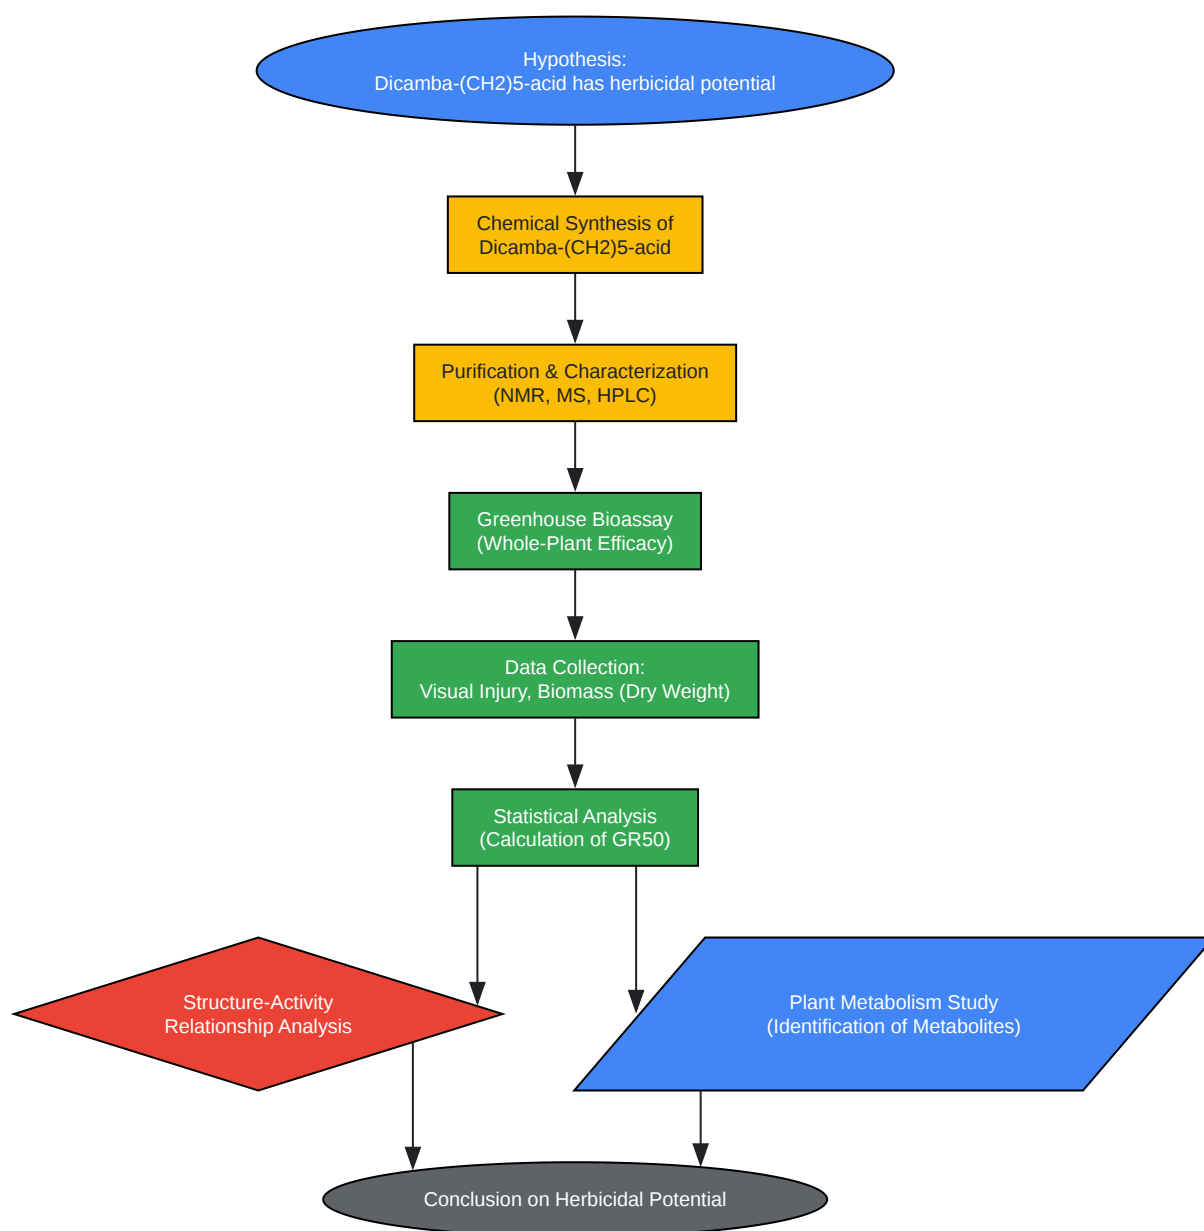 Hypothesis:
Dicamba-(CH2)5-acid has herbicidal potential
Chemical Synthesis of
Dicamba-(CH2)5-acid
Purification & Characterization
(NMR, MS, HPLC)
Greenhouse Bioassay
(Whole-Plant Efficacy)
Data Collection:
Visual Injury, Biomass (Dry Weight)
Statistical Analysis
(Calculation of GR50)
Structure-Activity
Relationship Analysis
Plant Metabolism Study
(Identification of Metabolites)
Conclusion on Herbicidal Potential